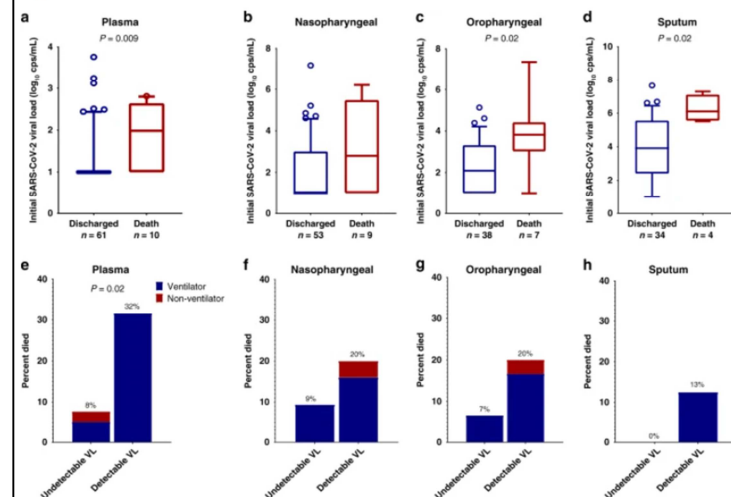 a
Plasma
P = 0.009
Initial SARS-CoV-2 viral load (log10 cps/mL)
4
3
2
1
0
Discharged Death
n = 61 n = 10
b
Nasopharyngeal
Initial SARS-CoV-2 viral load (log10 cps/mL)
8
6
4
2
0
Discharged Death
n = 53 n = 9
c
Oropharyngeal
P = 0.02
Initial SARS-CoV-2 viral load (log10 cps/mL)
8
6
4
2
0
Discharged Death
n = 38 n = 7
d
Sputum
P = 0.02
Initial SARS-CoV-2 viral load (log10 cps/mL)
10
8
6
4
2
0
Discharged Death
n = 34 n = 4
e
Plasma
P = 0.02
Ventilator
Non-ventilator
Percent died
40
30
20
10
0
8%
32%
Undetectable VL
Detectable VL
f
Nasopharyngeal
Percent died
40
30
20
10
0
9%
20%
Undetectable VL
Detectable VL
g
Oropharyngeal
Percent died
40
30
20
10
0
7%
20%
Undetectable VL
Detectable VL
h
Sputum
Percent died
40
30
20
10
0
0%
13%
Undetectable VL
Detectable VL